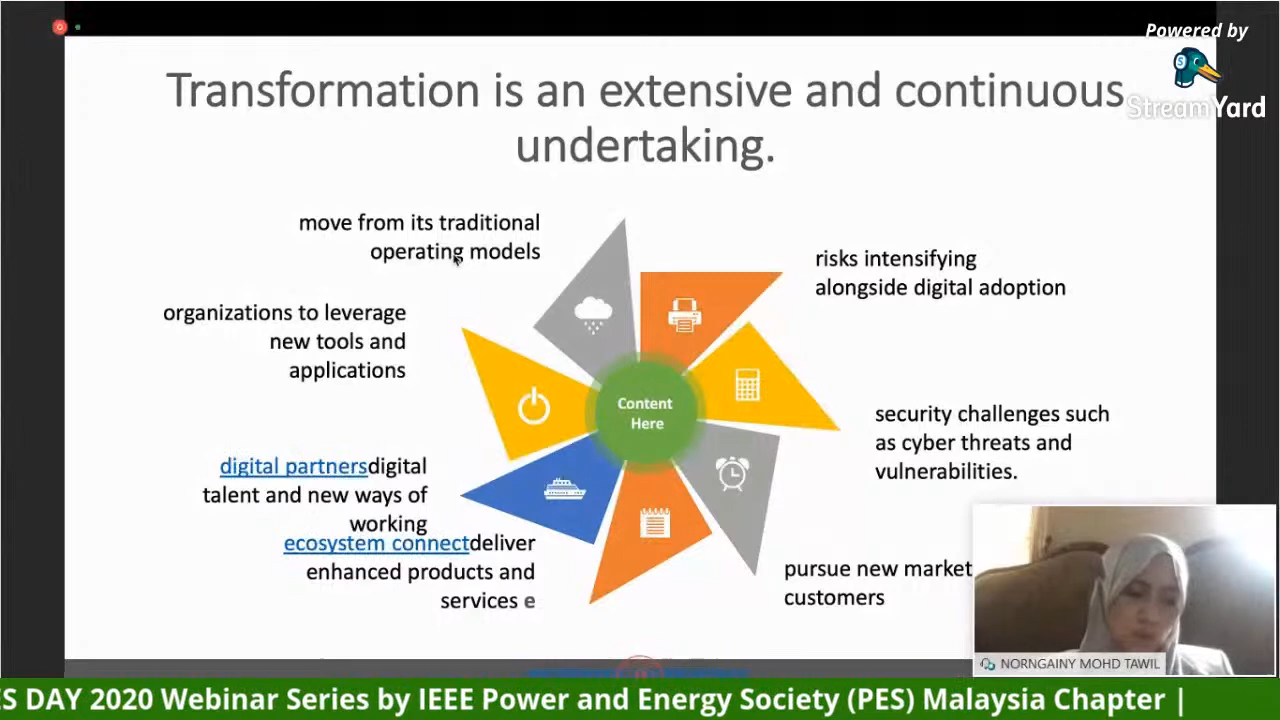 Powered by
StreamYard
Transformation is an extensive and continuous
undertaking.
move from its traditional
operating models
risks intensifying
alongside digital adoption
organizations to leverage
new tools and
applications
Content
Here
security challenges such
as cyber threats and
vulnerabilities.
digital partnersdigital
talent and new ways of
working
ecosystem connectdeliver
enhanced products and
services e
pursue new market
customers
NORNGAINY MOHD TAWIL
ES DAY 2020 Webinar Series by IEEE Power and Energy Society (PES) Malaysia Chapter |